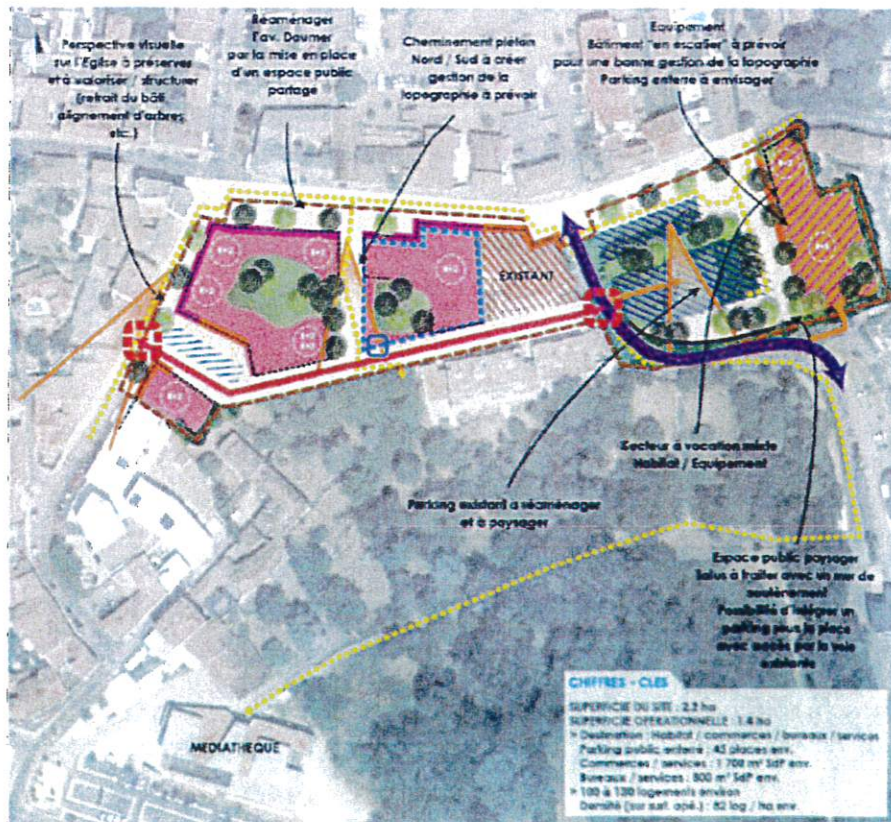 Perspective visuelle
sur l'Eglise à préserver
et à valoriser / structurer
(retrait du bâti,
alignement d'arbres
etc.)
Réaménager
l'av. Doumer
par la mise en place
d'un espace public
partagé
Cheminement piéton
Nord / Sud à créer
gestion de la
topographie à prévoir
Equipement
Bâtiment "en escalier" à prévoir
pour une bonne gestion de la topographie
Parking enterré à envisager
EXISTANT
Secteur à vocation mixte
Habitat / Equipement
Parking existant à réaménager
et à paysager
Espace public paysager
Talus à traiter avec un mur de
soutènement
Possibilité d'intégrer un
parking sous la place
avec accès par la voie
existante
MEDIATHEQUE
CHIFFRES - CLES
SUPERFICIE DU SITE : 2.2 ha
SUPERFICIE OPERATIONNELLE : 1.4 ha
> Destination : Habitat / commerces / bureaux / services
Parking public enterré : 45 places env.
Commerces / services : 1 700 m² SdP env.
Bureaux / services : 800 m² SdP env.
> 100 à 130 logements environ
Densité (sur surf. opé.) : 82 log / ha env.